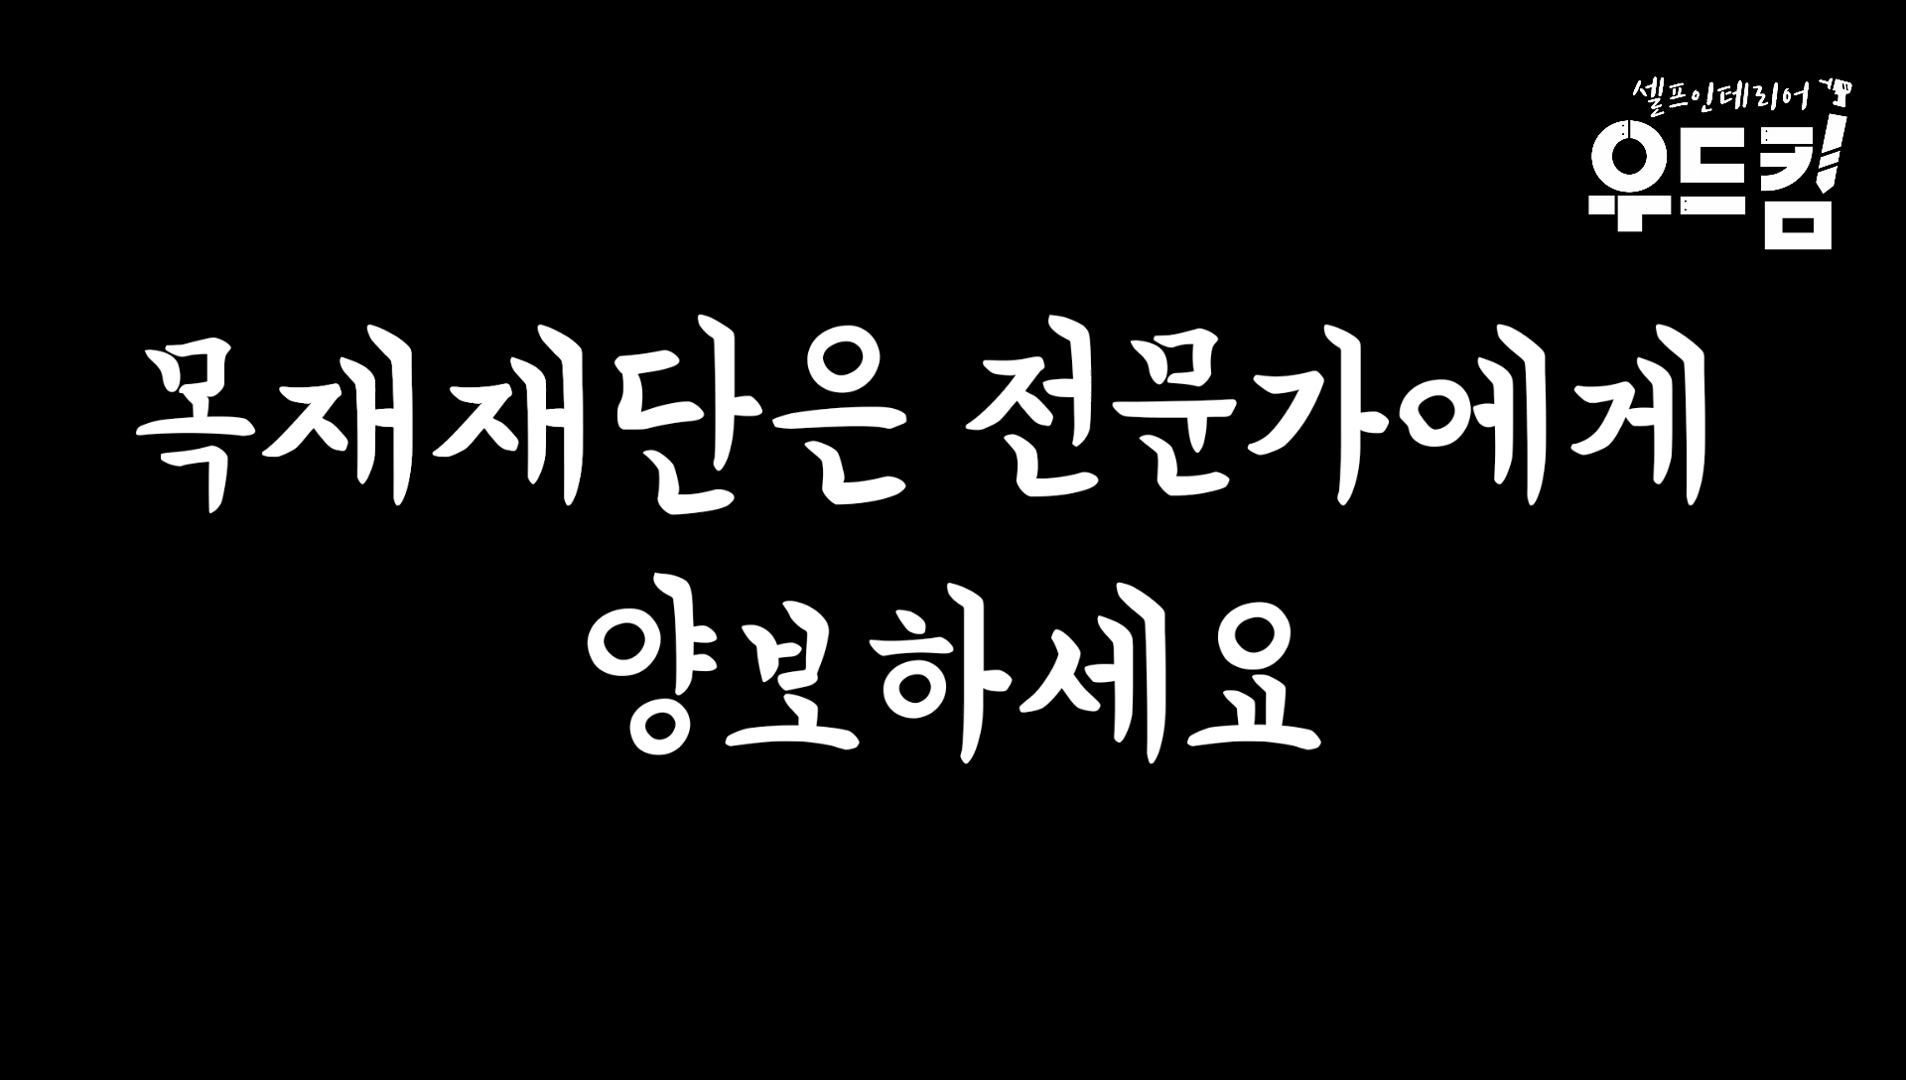 셀프인테리어
우드킴
목재재단은 전문가에게
양보하세요